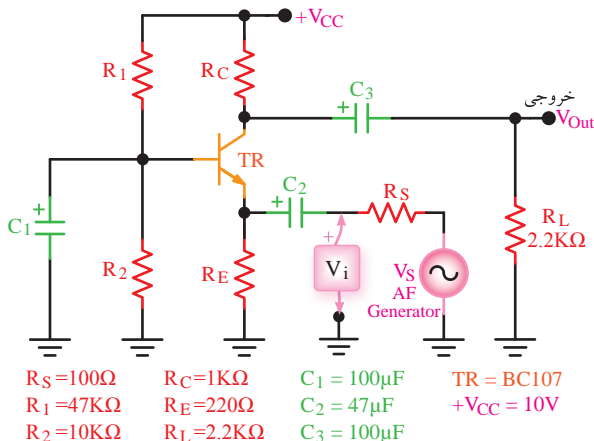 +VCC
R1
RC
C3
خروجی
VOut
TR
C2
RS
C1
R2
RE
Vi
VS
AF
Generator
RL
2.2KΩ
RS=100Ω
R1=47KΩ
R2=10KΩ
RC=1KΩ
RE=220Ω
RL=2.2KΩ
C1 = 100µF
C2 = 47µF
C3 = 100µF
TR = BC107
+VCC = 10V